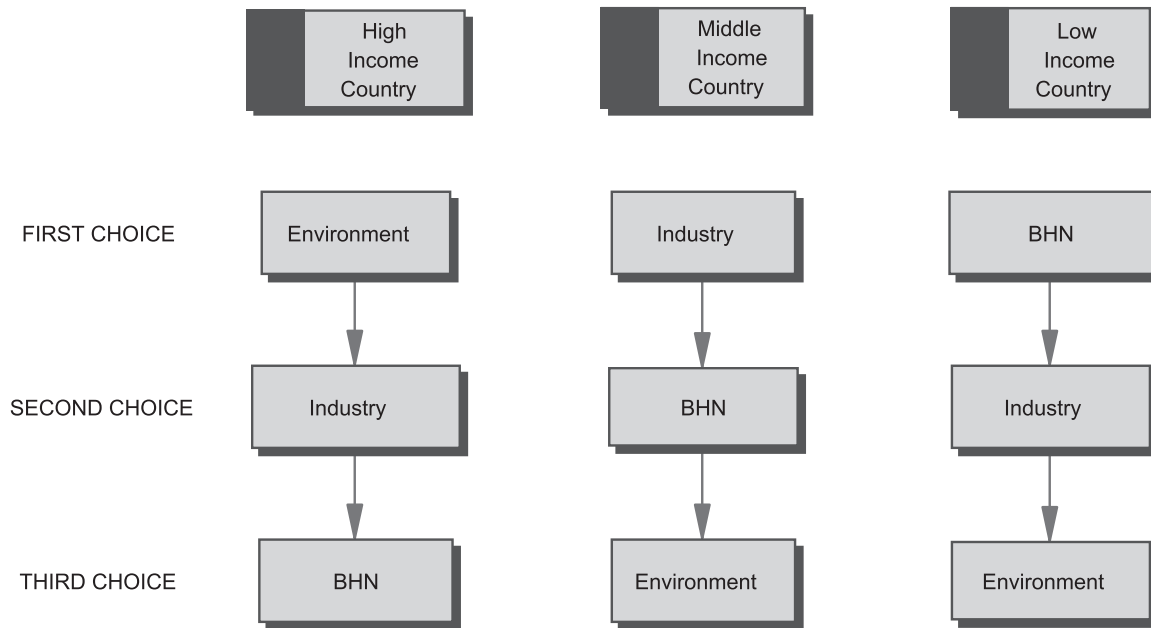 High
Income
Country
Middle
Income
Country
Low
Income
Country
FIRST CHOICE
Environment
Industry
BHN
SECOND CHOICE
Industry
BHN
Industry
THIRD CHOICE
BHN
Environment
Environment